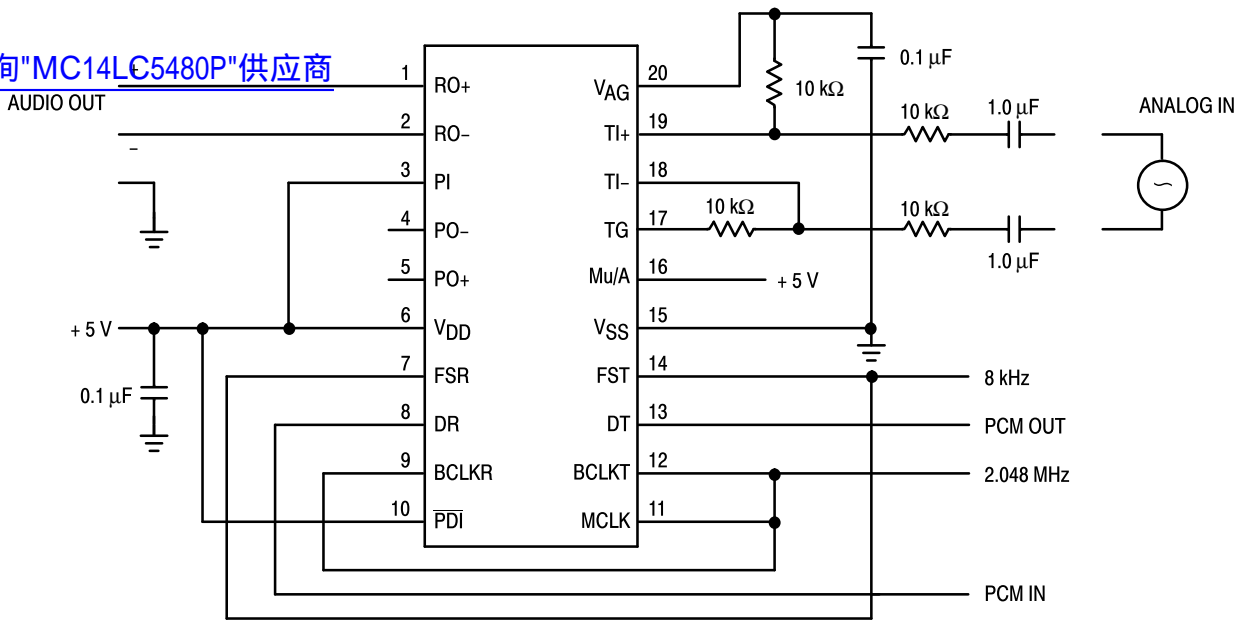 询"MC14LC5480P"供应商
+
AUDIO OUT
–
1 RO+
2 RO–
3 PI
4 PO–
5 PO+
+ 5 V
6 VDD
7 FSR
0.1 μF
8 DR
9 BCLKR
10 PDI
VAG 20
TI+ 19
TI– 18
TG 17
Mu/A 16
+ 5 V
VSS 15
FST 14
8 kHz
DT 13
PCM OUT
BCLKT 12
2.048 MHz
MCLK 11
PCM IN
0.1 μF
10 kΩ
10 kΩ
1.0 μF
ANALOG IN
10 kΩ
10 kΩ
1.0 μF